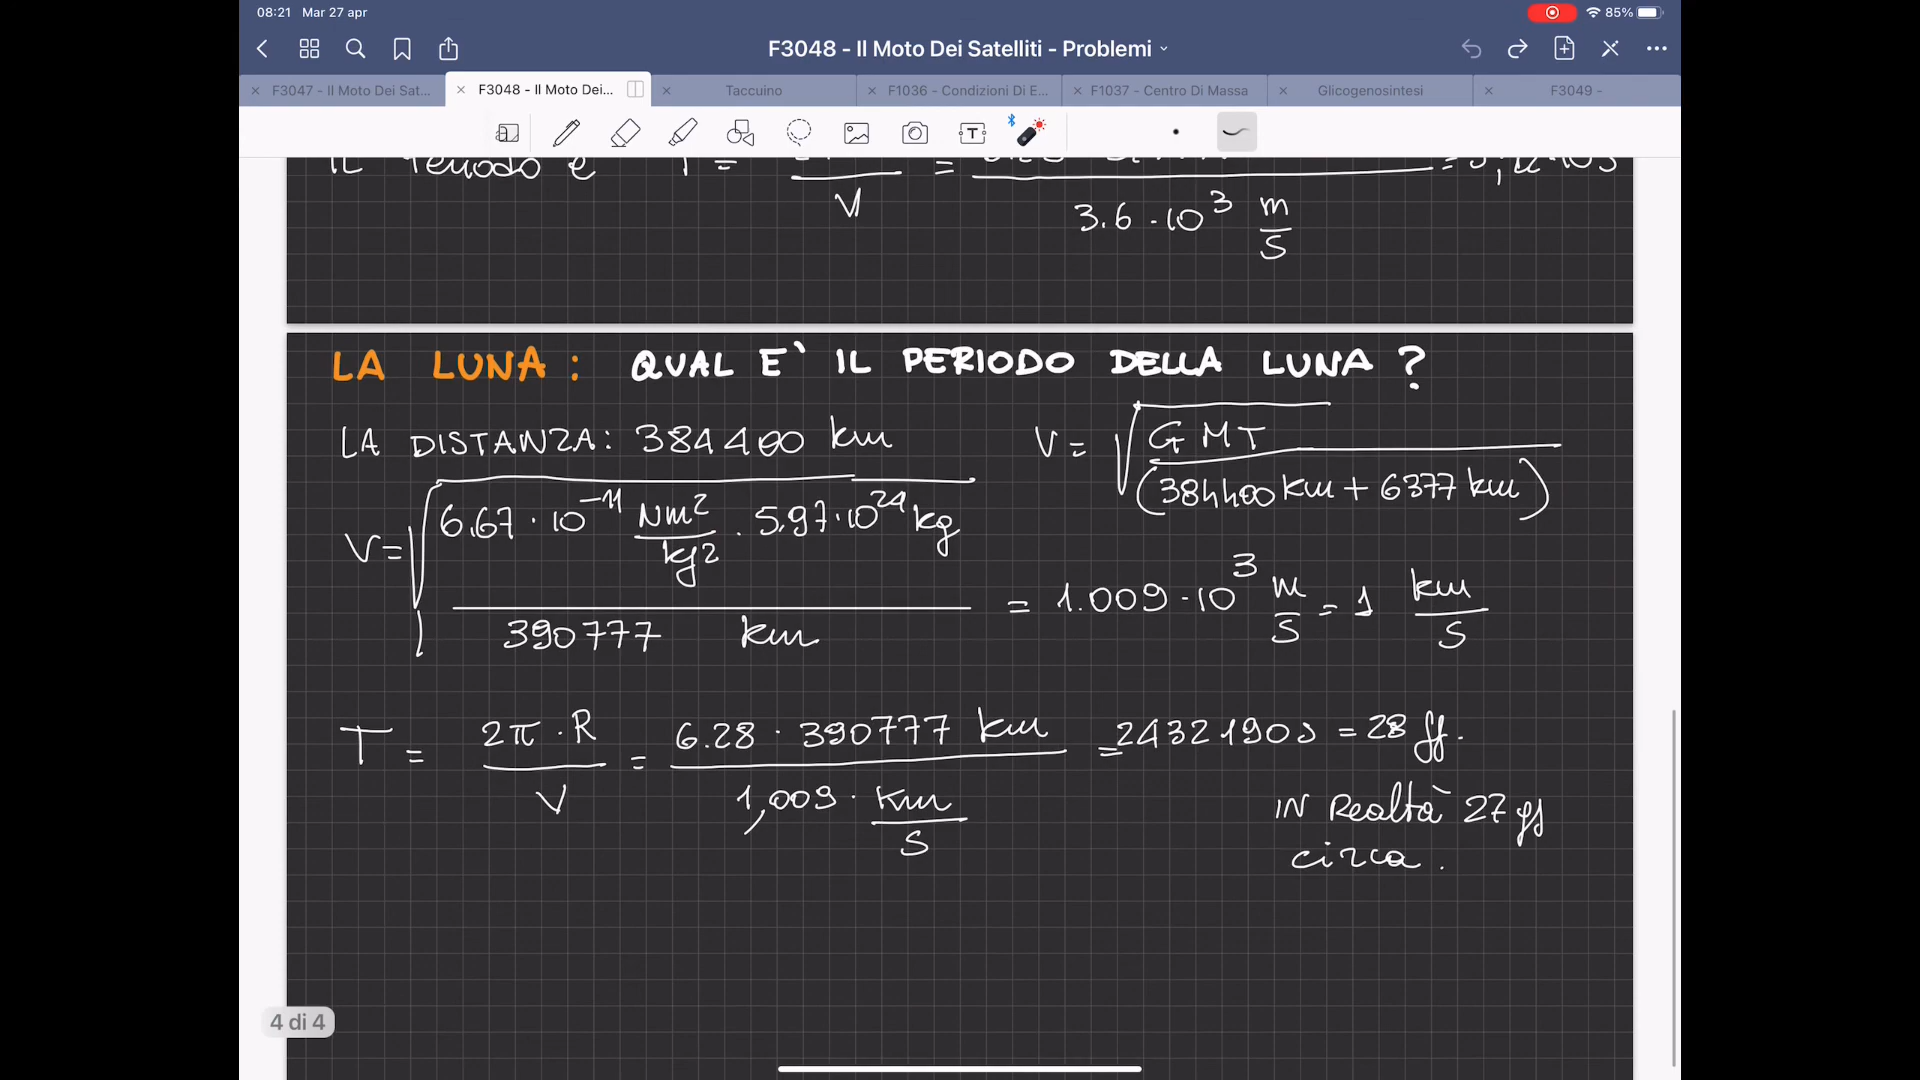 08:21 Mar 27 apr
85%
F3048 - Il Moto Dei Satelliti - Problemi
F3047 - Il Moto Dei Sat...
F3048 - Il Moto Dei...
Taccuino
F1036 - Condizioni Di E...
F1037 - Centro Di Massa
Glicogenosintesi
F3049 -
IL Periodo è T = V = 3.6 · 10³ m/s
LA LUNA: QUAL E` IL PERIODO DELLA LUNA ?
LA DISTANZA: 384400 km V = √(G MT / (384400 km + 6377 km))
V = √(6.67 · 10⁻¹¹ Nm²/kg² · 5.97 · 10²⁴ kg / 390777 km) = 1.009 · 10³ m/s = 1 km/s
T = 2π · R / V = 6.28 · 390777 km / 1,009 · km/s = 2432190 s = 28 gg.
IN Realtà 27 gg
circa .
4 di 4